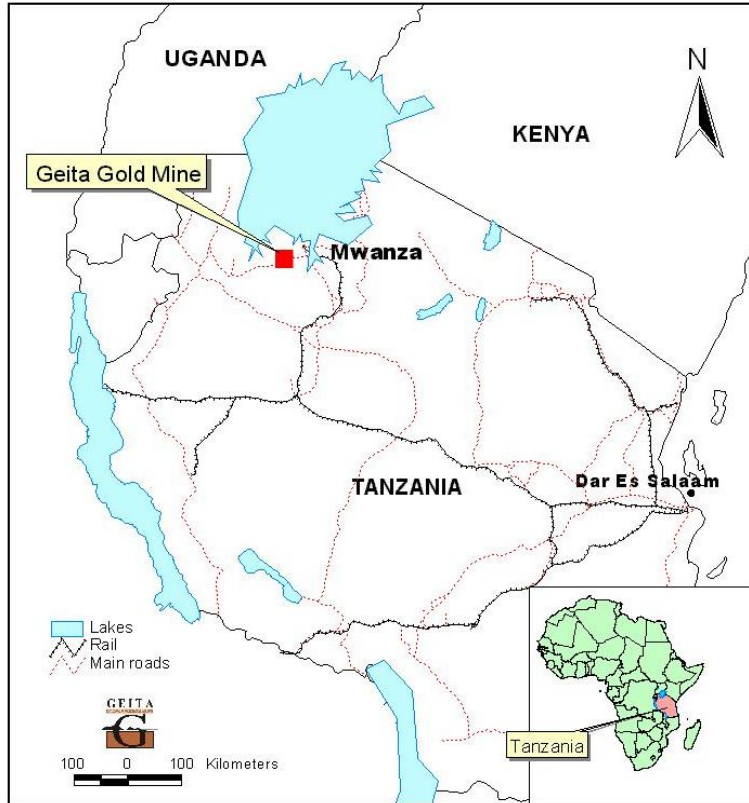 UGANDA
N
KENYA
Geita Gold Mine
Mwanza
TANZANIA
Dar Es Salaam
Lakes
Rail
Main roads
GEITA
G
100 0 100 Kilometers
Tanzania